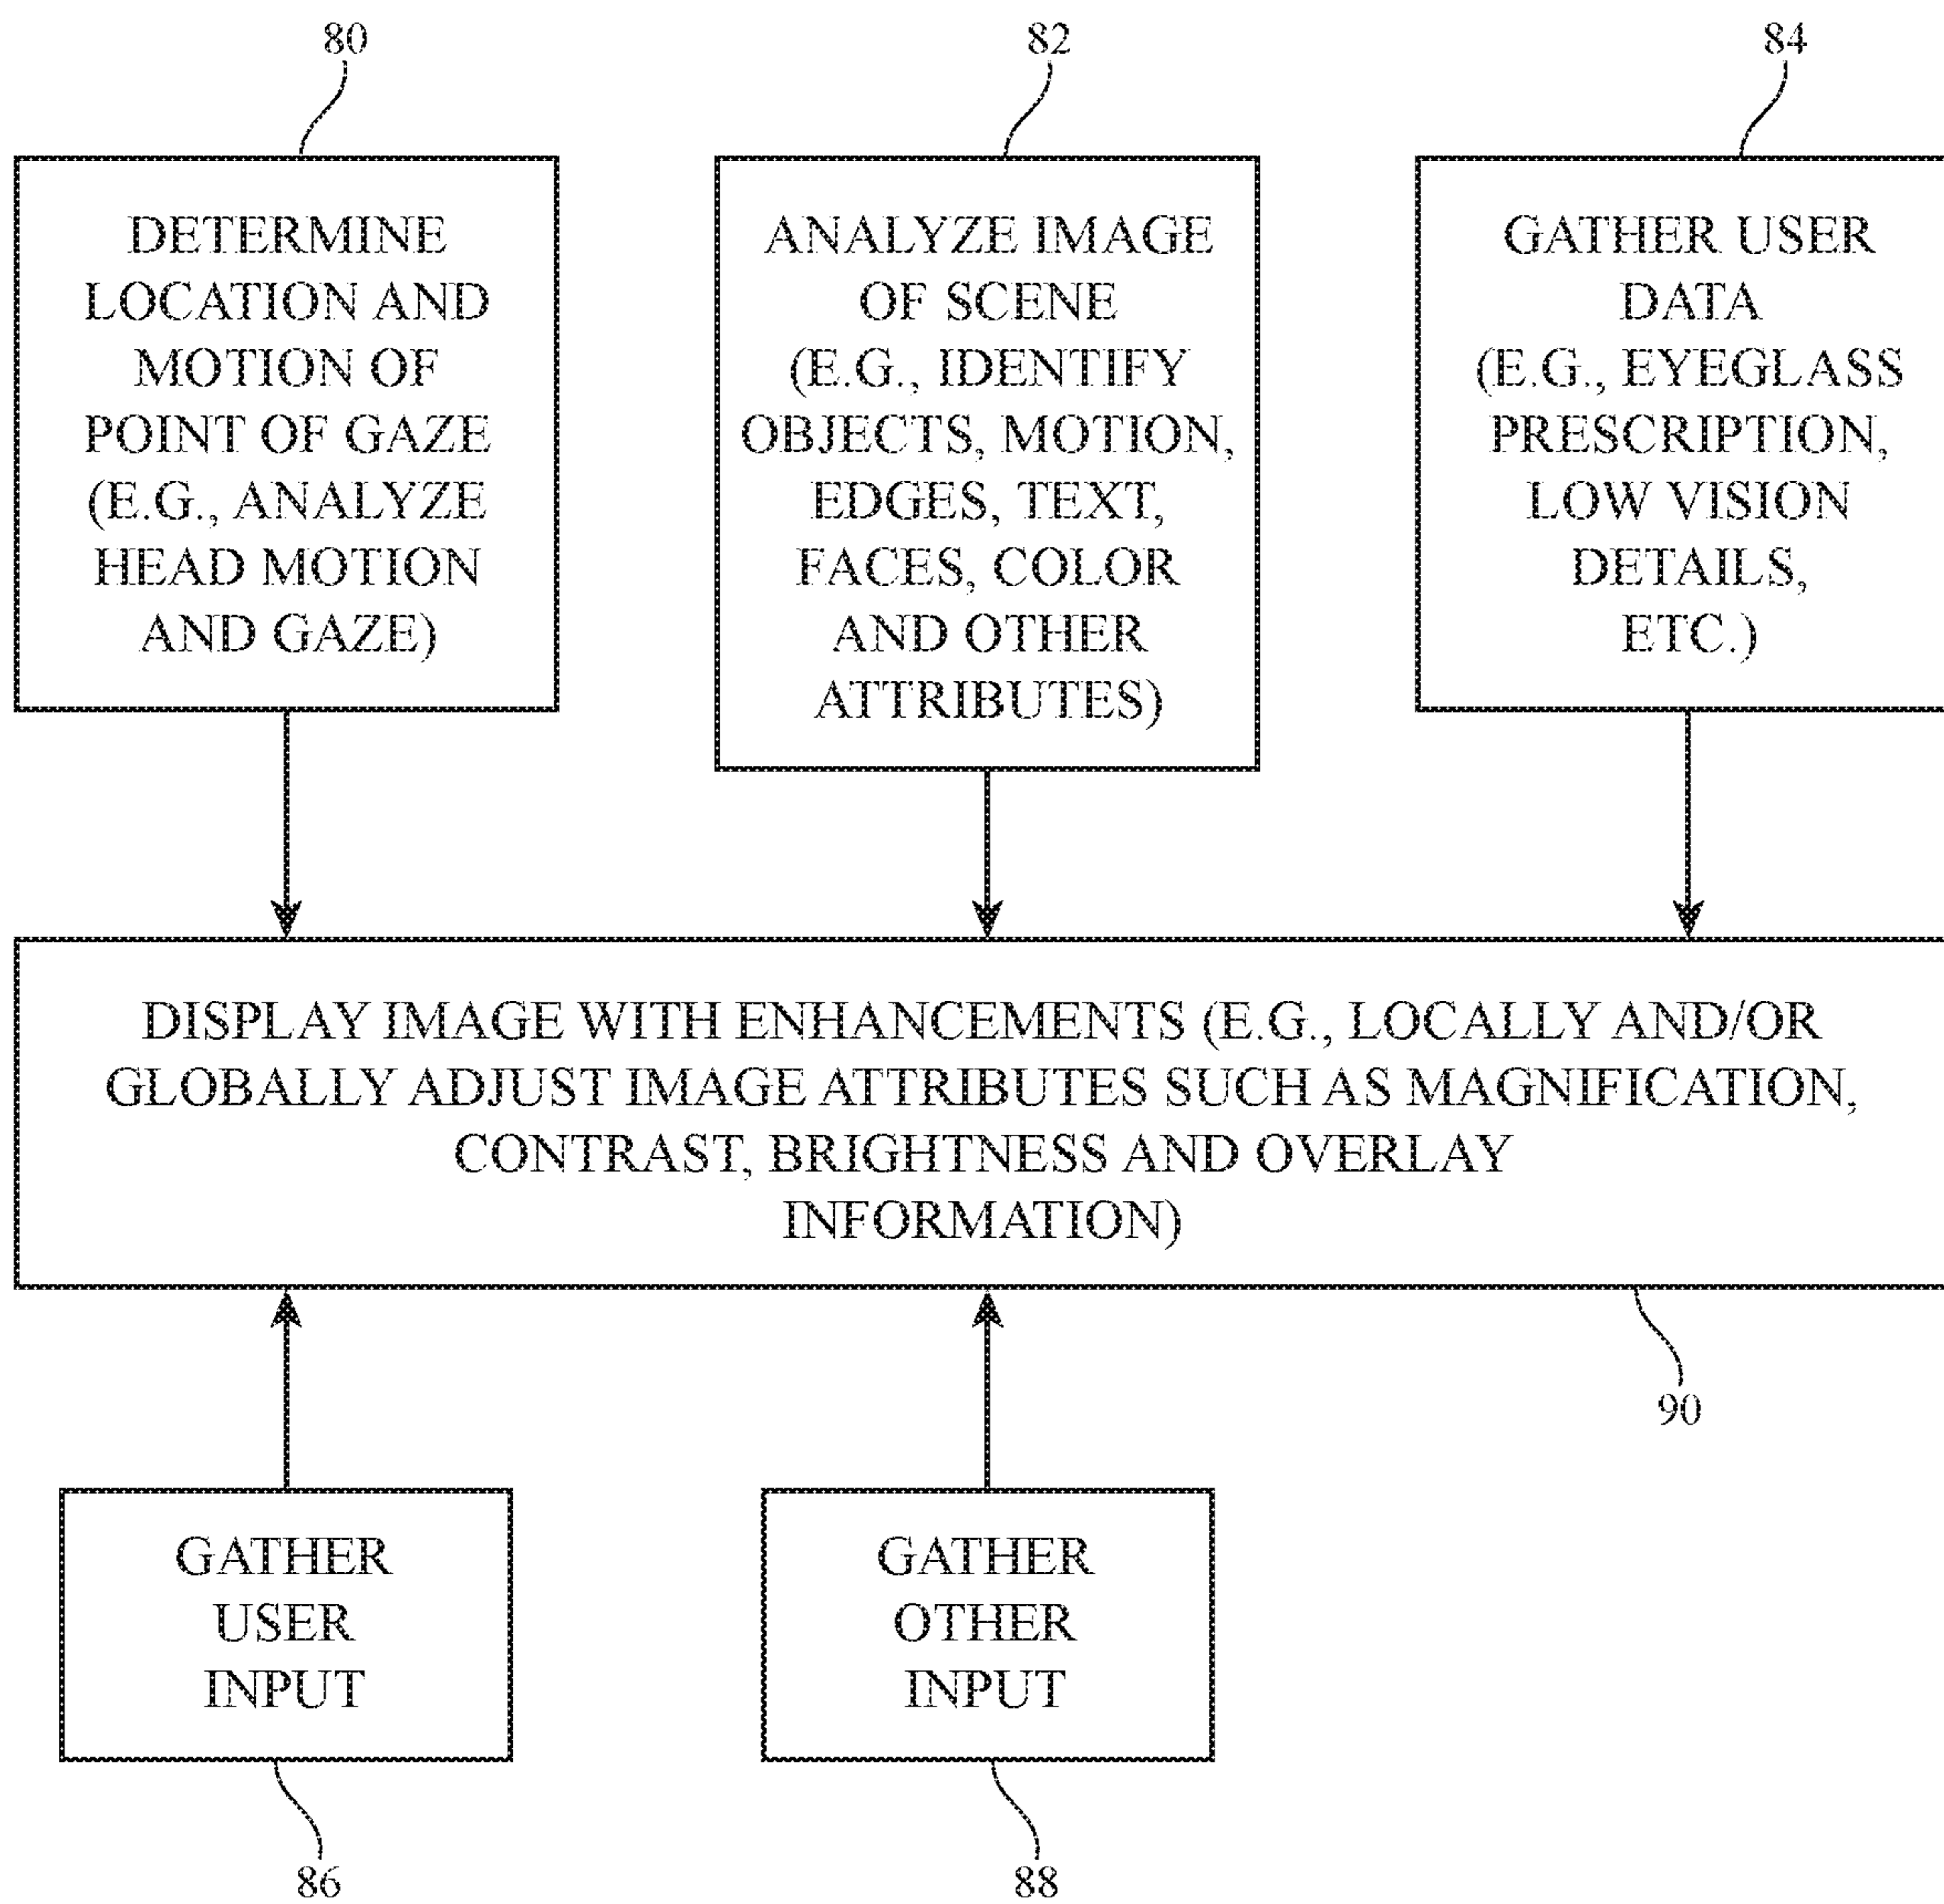 80
82
84
DETERMINE
LOCATION AND
MOTION OF
POINT OF GAZE
(E.G., ANALYZE
HEAD MOTION
AND GAZE)
ANALYZE IMAGE
OF SCENE
(E.G., IDENTIFY
OBJECTS, MOTION,
EDGES, TEXT,
FACES, COLOR
AND OTHER
ATTRIBUTES)
GATHER USER
DATA
(E.G., EYEGLASS
PRESCRIPTION,
LOW VISION
DETAILS,
ETC.)
DISPLAY IMAGE WITH ENHANCEMENTS (E.G., LOCALLY AND/OR
GLOBALLY ADJUST IMAGE ATTRIBUTES SUCH AS MAGNIFICATION,
CONTRAST, BRIGHTNESS AND OVERLAY
INFORMATION)
90
GATHER
USER
INPUT
GATHER
OTHER
INPUT
86
88